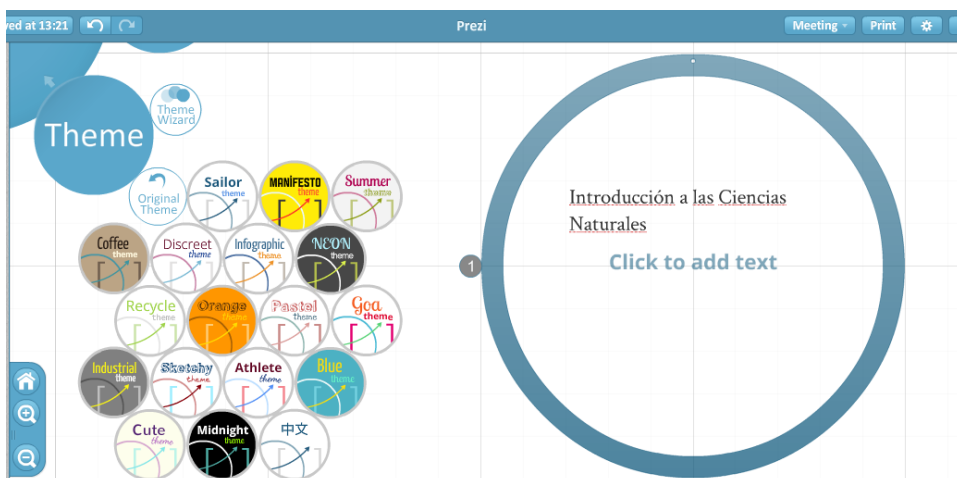 ved at 13:21
Prezi
Meeting
Print
Theme
Theme
Wizard
Original
Theme
Sailor
theme
MANIFESTO
theme
Summer
theme
Coffee
theme
Discreet
theme
Infographic
theme
NEON
theme
Recycle
theme
Orange
theme
Pastel
theme
Goa
theme
Industrial
theme
Sketchy
theme
Athlete
theme
Blue
theme
Cute
theme
Midnight
theme
中文
1
Introducción a las Ciencias
Naturales
Click to add text